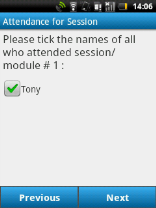 14:06
Attendance for Session
Please tick the names of all
who attended session/
module # 1 :
Tony
Previous
Next